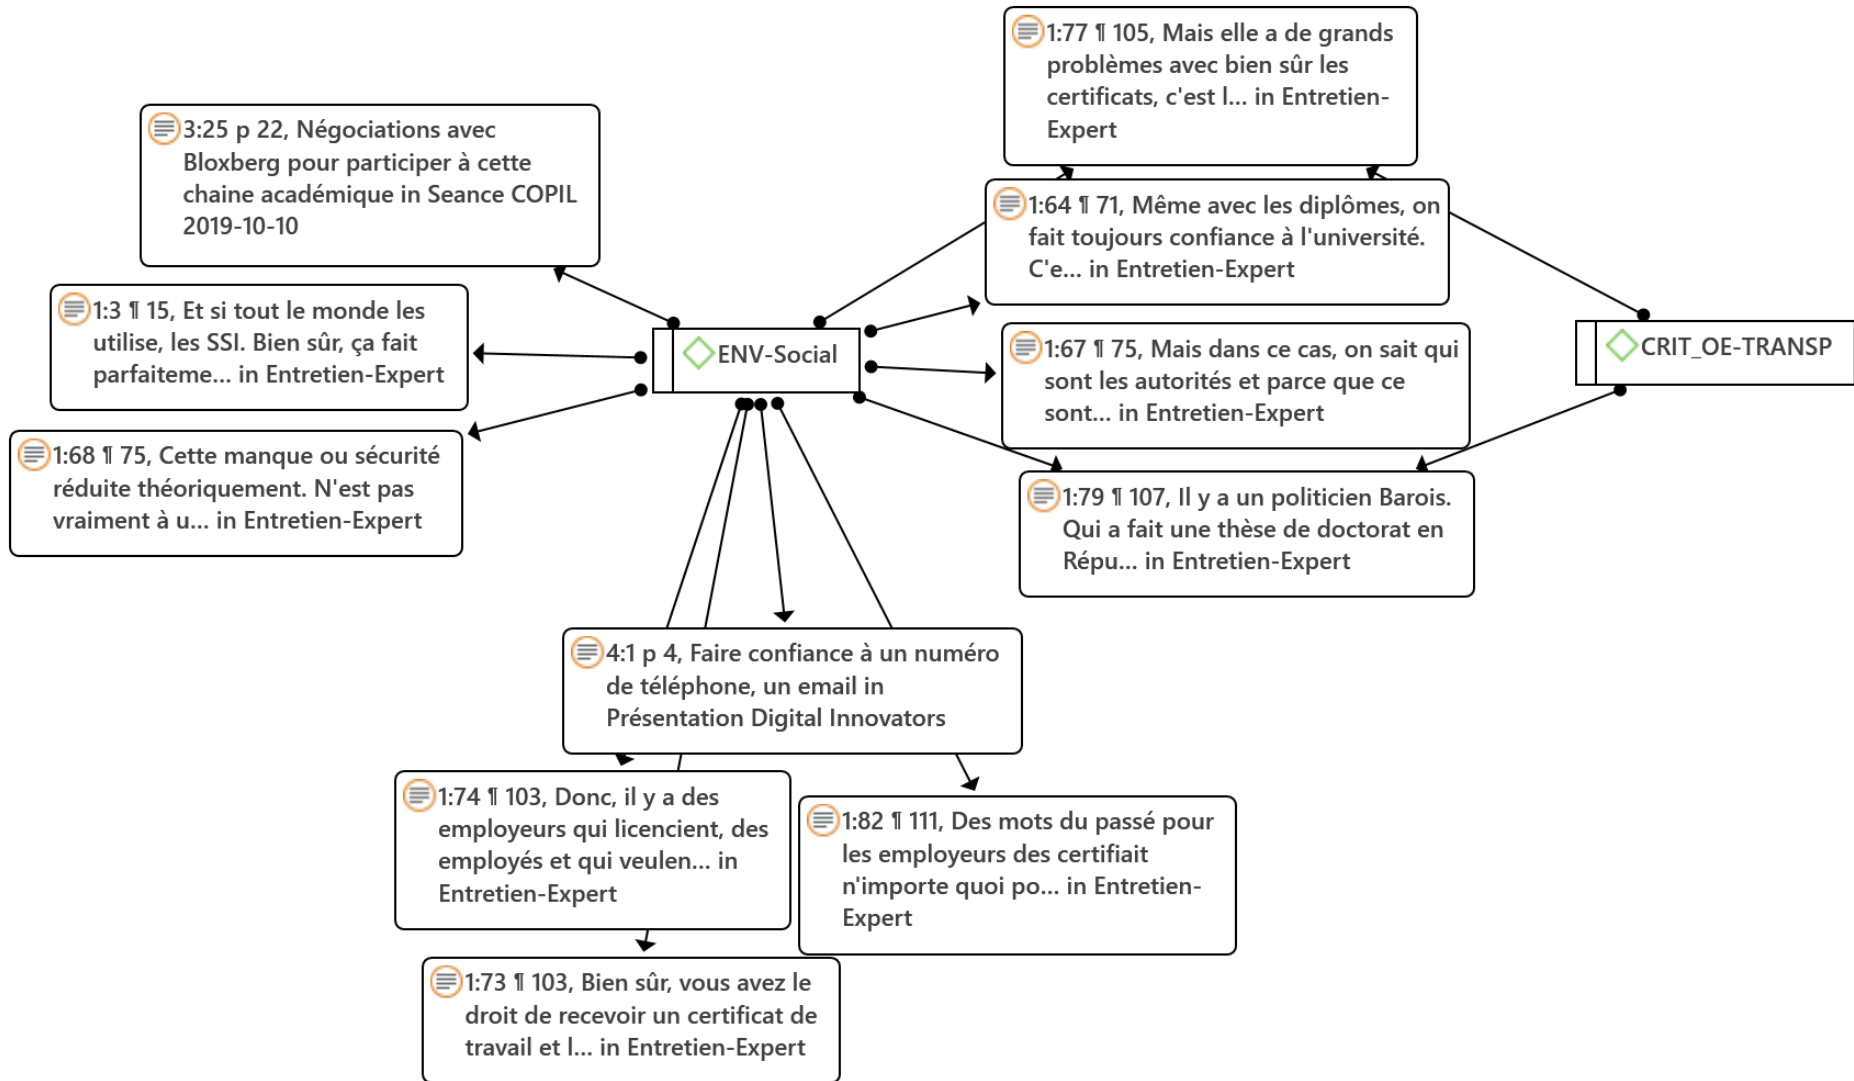 1:77 ¶ 105, Mais elle a de grands
problèmes avec bien sûr les
certificats, c'est l... in Entretien-
Expert
3:25 p 22, Négociations avec
Bloxberg pour participer à cette
chaine académique in Seance COPIL
2019-10-10
1:64 ¶ 71, Même avec les diplômes, on
fait toujours confiance à l'université.
C'e... in Entretien-Expert
1:3 ¶ 15, Et si tout le monde les
utilise, les SSI. Bien sûr, ça fait
parfaiteme... in Entretien-Expert
ENV-Social
1:67 ¶ 75, Mais dans ce cas, on sait qui
sont les autorités et parce que ce
sont... in Entretien-Expert
CRIT_OE-TRANSP
1:68 ¶ 75, Cette manque ou sécurité
réduite théoriquement. N'est pas
vraiment à u... in Entretien-Expert
1:79 ¶ 107, Il y a un politicien Barois.
Qui a fait une thèse de doctorat en
Répu... in Entretien-Expert
4:1 p 4, Faire confiance à un numéro
de téléphone, un email in
Présentation Digital Innovators
1:74 ¶ 103, Donc, il y a des
employeurs qui licencient, des
employés et qui veulen... in
Entretien-Expert
1:82 ¶ 111, Des mots du passé pour
les employeurs des certifiait
n'importe quoi po... in Entretien-
Expert
1:73 ¶ 103, Bien sûr, vous avez le
droit de recevoir un certificat de
travail et l... in Entretien-Expert